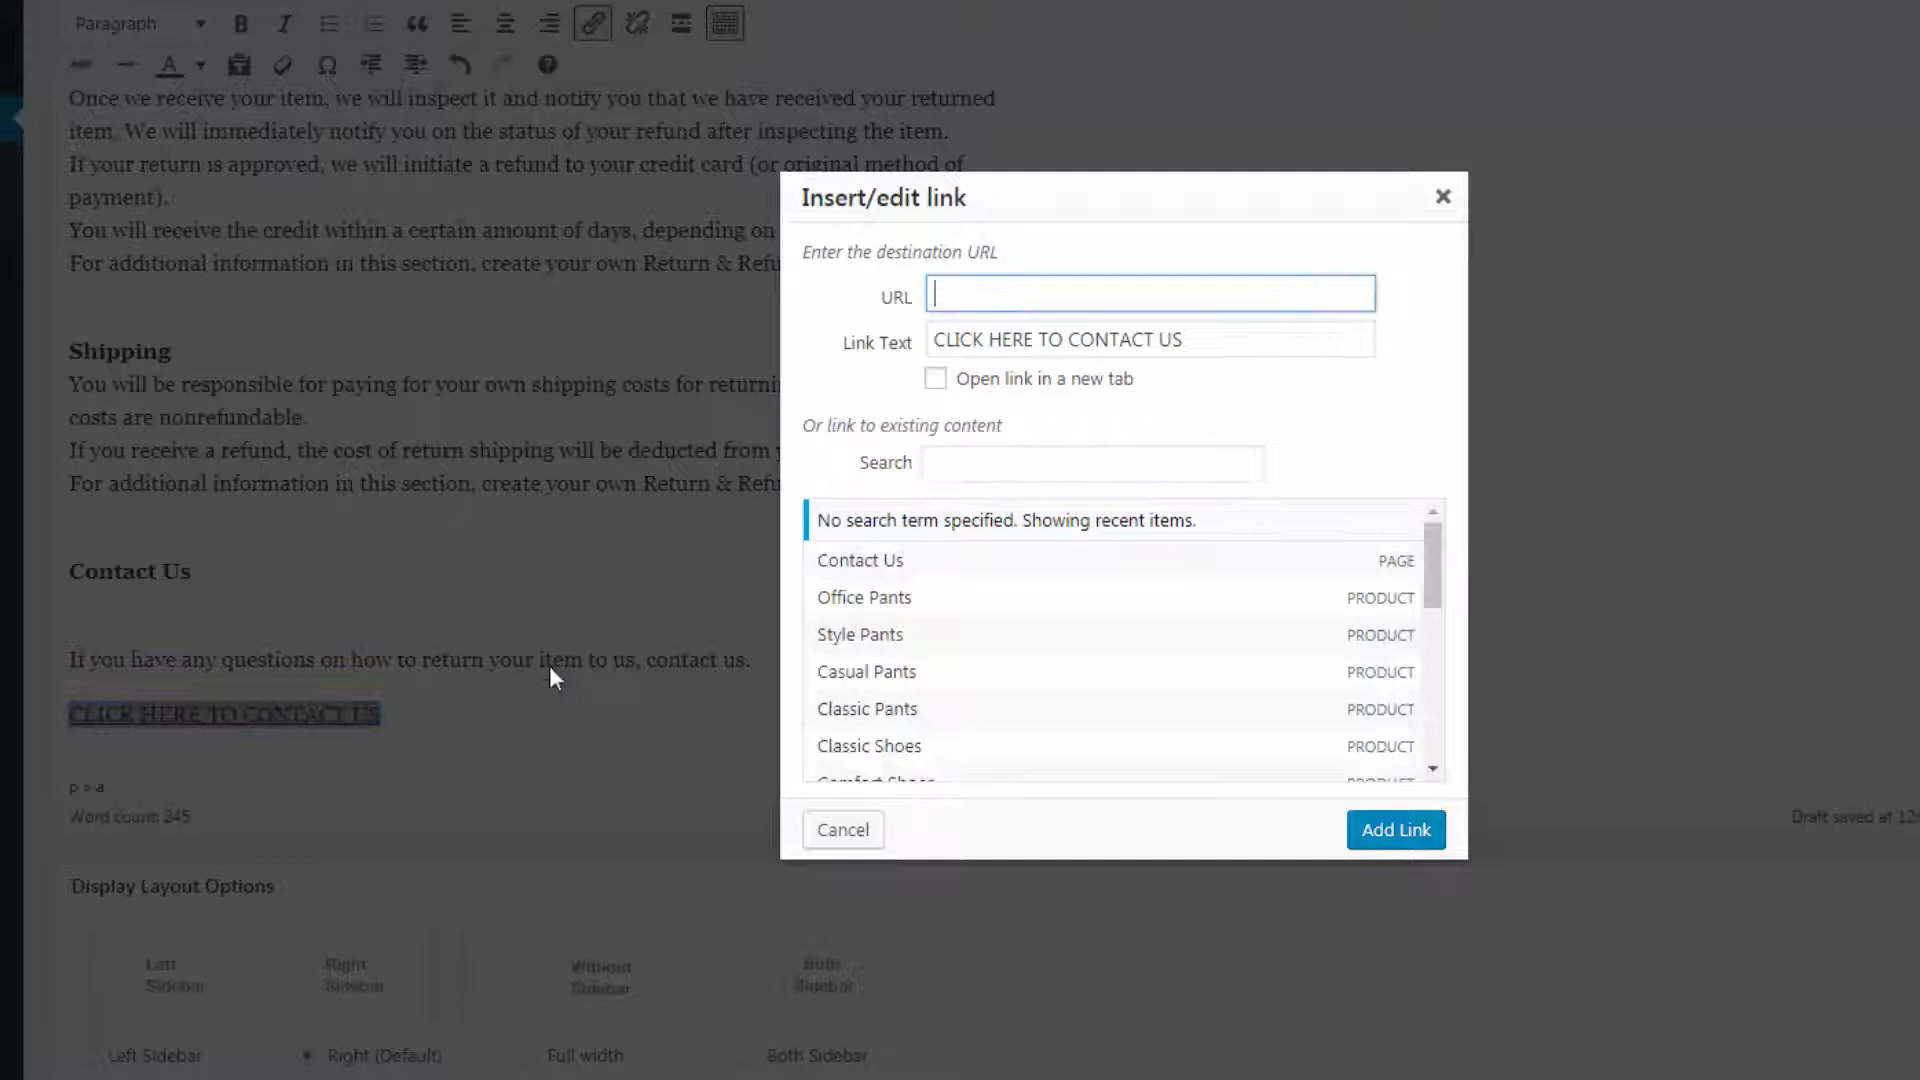 Paragraph
B I
A Ω
Once we receive your item, we will inspect it and notify you that we have received your returned
item. We will immediately notify you on the status of your refund after inspecting the item.
If your return is approved, we will initiate a refund to your credit card (or original method of
payment).
You will receive the credit within a certain amount of days, depending on
For additional information in this section, create your own Return & Refu
Shipping
You will be responsible for paying for your own shipping costs for returni
costs are nonrefundable.
If you receive a refund, the cost of return shipping will be deducted from y
For additional information in this section, create your own Return & Refu
Contact Us
If you have any questions on how to return your item to us, contact us.
CLICK HERE TO CONTACT US
p » a
Word count: 245
Draft saved at 12:
Display Layout Options
Left Sidebar
Right Sidebar
Without Sidebar
Both Sidebar
Left Sidebar
Right (Default)
Full width
Both Sidebar
Insert/edit link
Enter the destination URL
URL
Link Text CLICK HERE TO CONTACT US
Open link in a new tab
Or link to existing content
Search
No search term specified. Showing recent items.
Contact Us PAGE
Office Pants PRODUCT
Style Pants PRODUCT
Casual Pants PRODUCT
Classic Pants PRODUCT
Classic Shoes PRODUCT
Comfort Shoes PRODUCT
Cancel Add Link